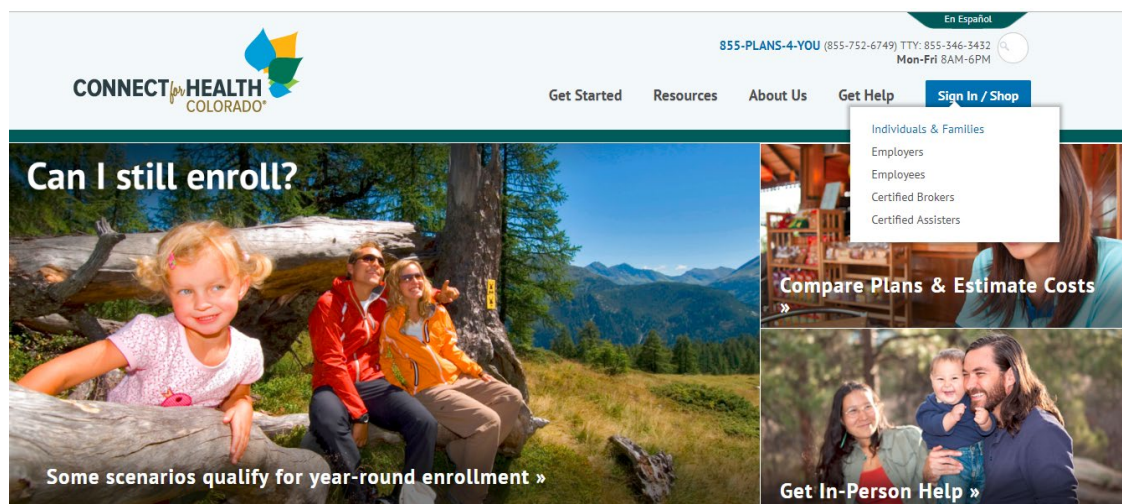 En Español
855-PLANS-4-YOU (855-752-6749) TTY: 855-346-3432
Mon-Fri 8AM-6PM
CONNECT for HEALTH
COLORADO®
Get Started Resources About Us Get Help Sign In / Shop
Individuals & Families
Employers
Employees
Certified Brokers
Certified Assisters
Can I still enroll?
Some scenarios qualify for year-round enrollment »
Compare Plans & Estimate Costs
»
Get In-Person Help »